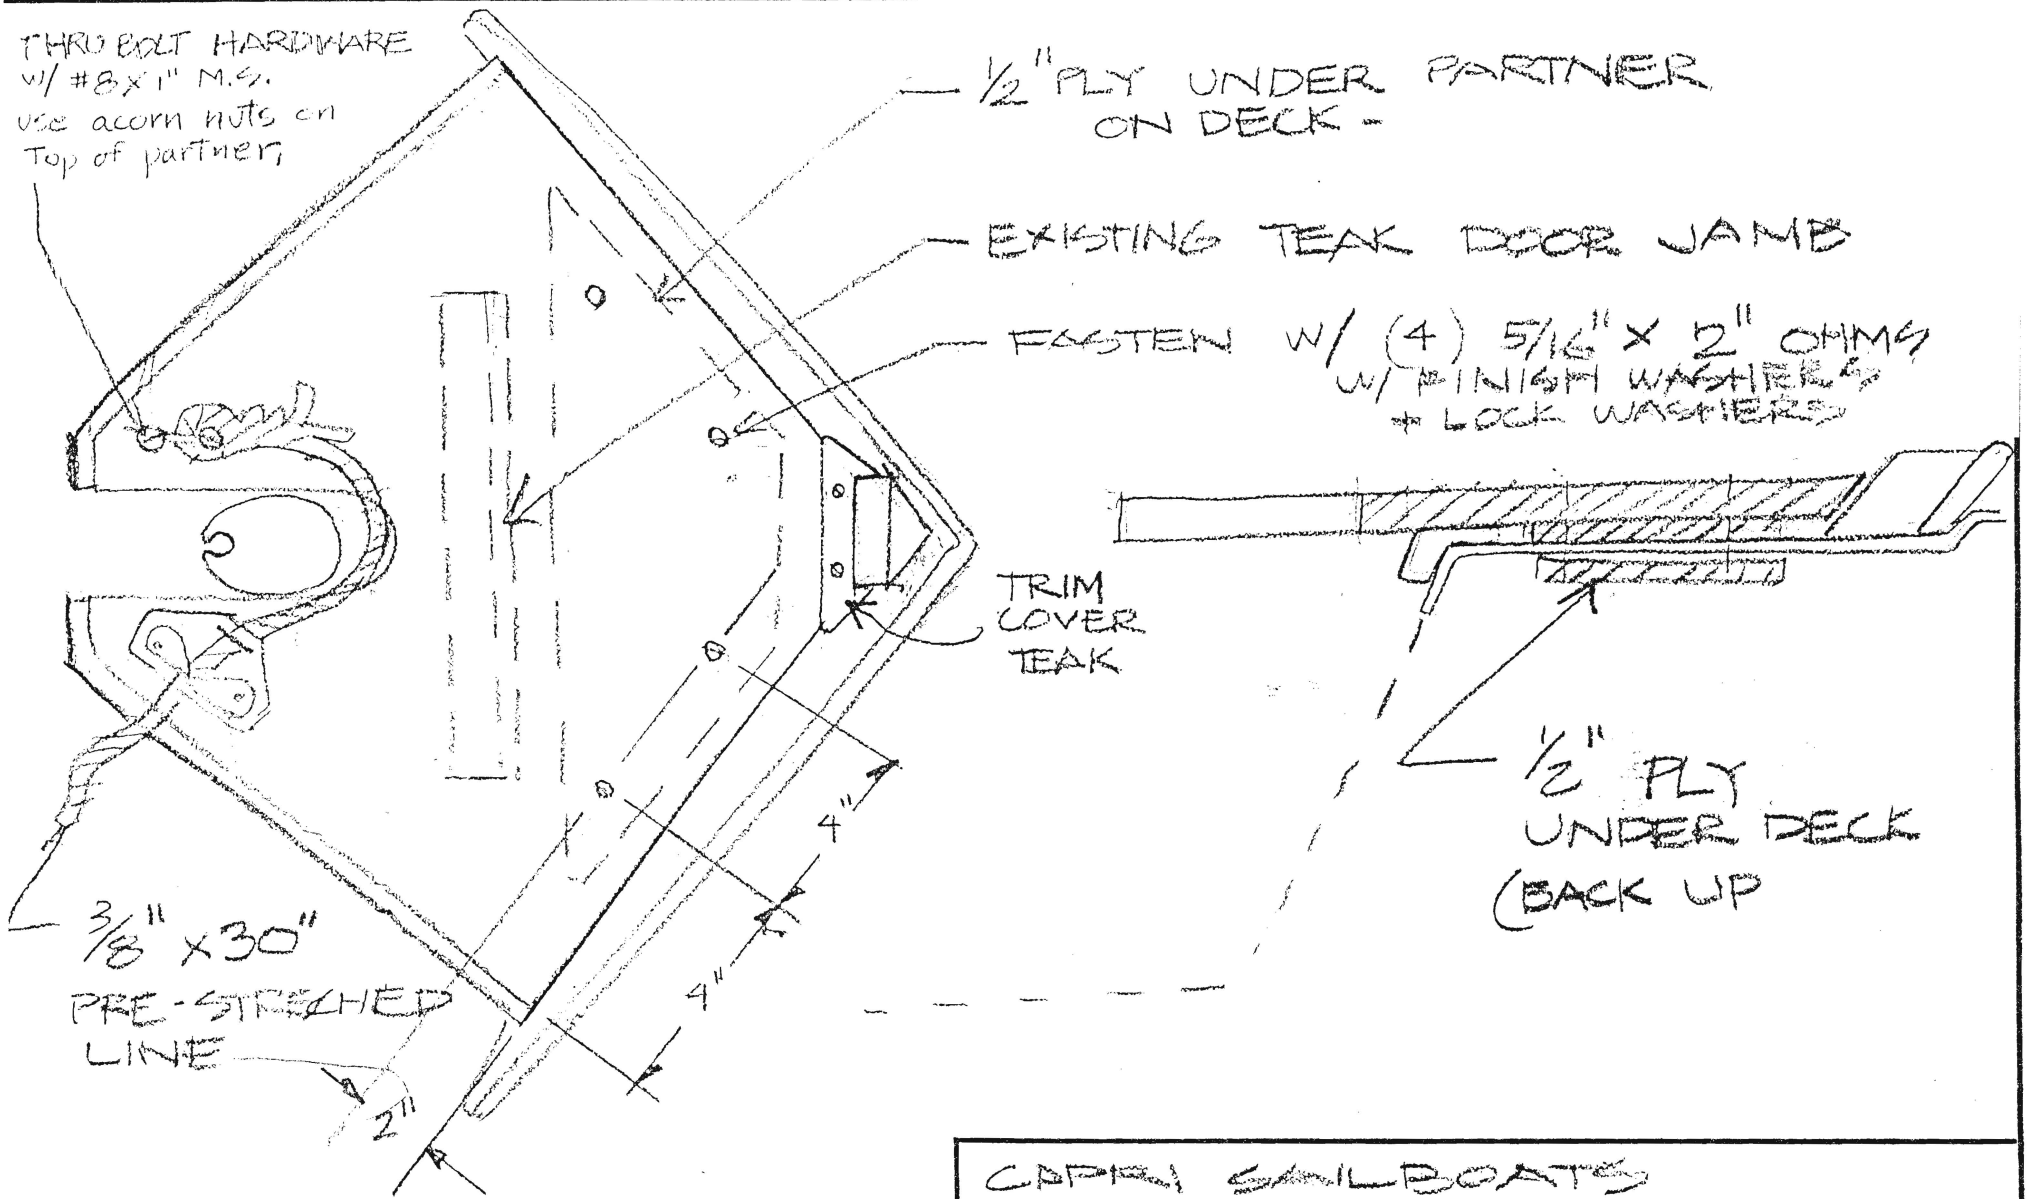 THRU BOLT HARDWARE
W/ #8 X 1" M.S.
use acorn nuts on
Top of partner,
1/2" PLY UNDER PARTNER
ON DECK -
EXISTING TEAK DOOR JAMB
FASTEN W/ (4) 5/16" X 2" OHMS
W/ FINISH WASHERS
+ LOCK WASHERS
TRIM
COVER
TEAK
1/2" PLY
UNDER DECK
(BACK UP
4"
4"
2"
3/8" X 30"
PRE-STRECHED
LINE
CAPRI SAILBOATS